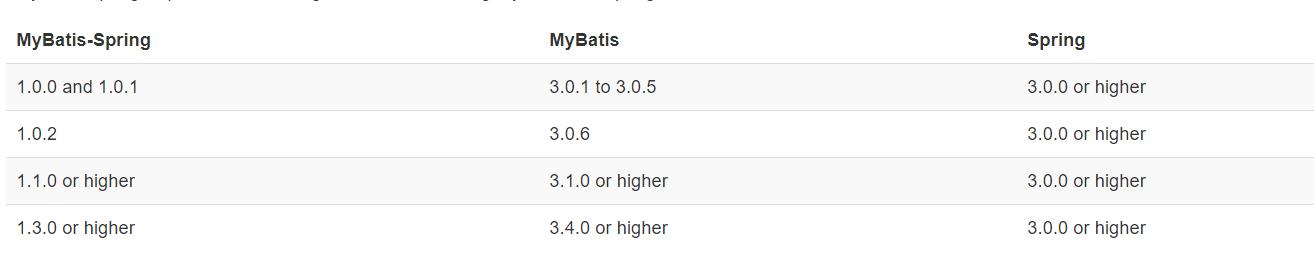 MyBatis-Spring MyBatis Spring
1.0.0 and 1.0.1 3.0.1 to 3.0.5 3.0.0 or higher
1.0.2 3.0.6 3.0.0 or higher
1.1.0 or higher 3.1.0 or higher 3.0.0 or higher
1.3.0 or higher 3.4.0 or higher 3.0.0 or higher